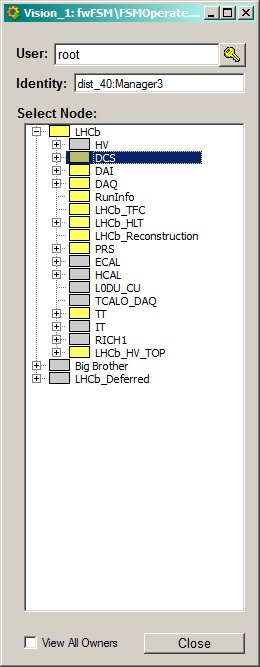 Vision_1: fwFSM\FSMOperate....
User: root
Identity: dist_40:Manager3
Select Node:
LHCb
HV
DCS
DAI
DAQ
RunInfo
LHCb_TFC
LHCb_HLT
LHCb_Reconstruction
PRS
ECAL
HCAL
L0DU_CU
TCALO_DAQ
TT
IT
RICH1
LHCb_HV_TOP
Big Brother
LHCb_Deferred
View All Owners
Close